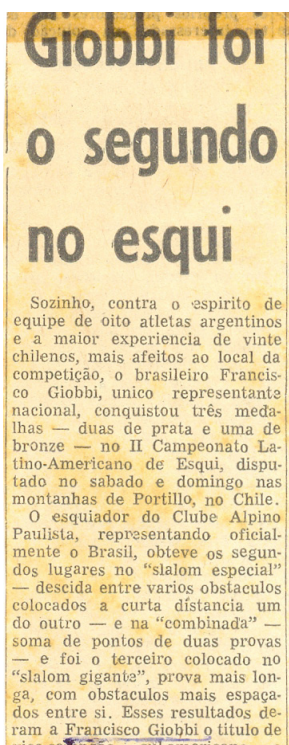 Giobbi foi
o segundo
no esqui
Sozinho, contra o espirito de
equipe de oito atletas argentinos
e a maior experiencia de vinte
chilenos, mais afeitos ao local da
competição, o brasileiro Francis-
co Giobbi, unico representante
nacional, conquistou três meda-
lhas — duas de prata e uma de
bronze — no II Campeonato La-
tino-Americano de Esqui, dispu-
tado no sabado e domingo nas
montanhas de Portillo, no Chile.
O esquiador do Clube Alpino
Paulista, representando oficial-
mente o Brasil, obteve os segun-
dos lugares no "slalom especial"
— descida entre varios obstaculos
colocados a curta distancia um
do outro — e na "combinada" —
soma de pontos de duas provas
— e foi o terceiro colocado no
"slalom gigante", prova mais lon-
ga, com obstaculos mais espaça-
dos entre si. Esses resultados de-
ram a Francisco Giobbi o titulo de